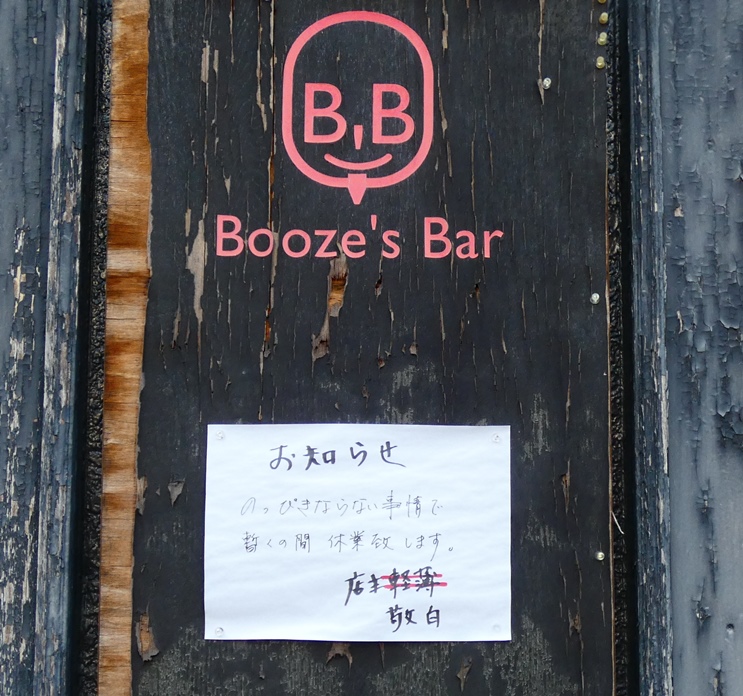 B,B
Booze's Bar
お知らせ
のっぴきならない事情で
暫くの間 休業致します。
店主軽薄
敬白